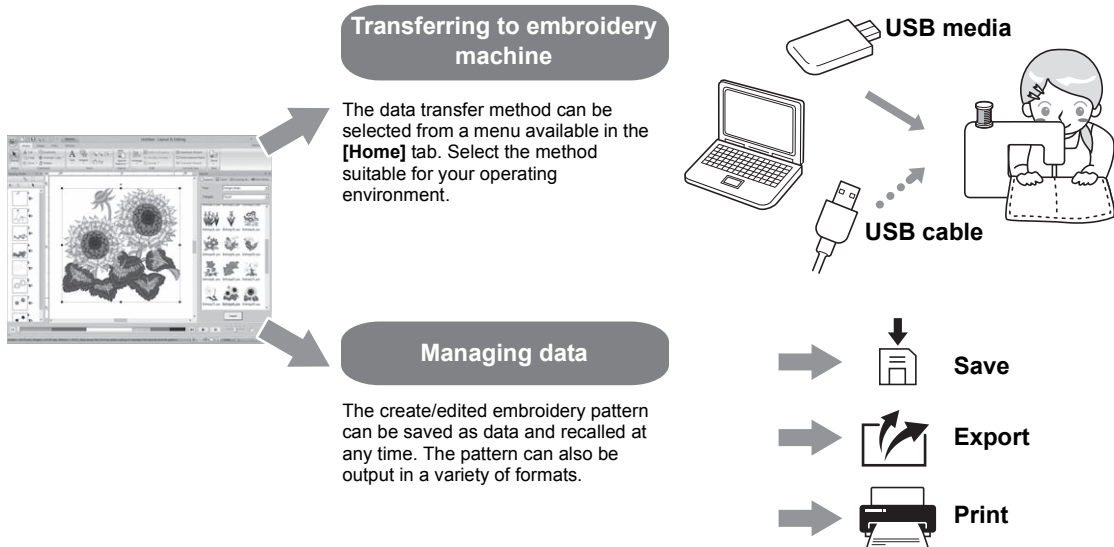 Transferring to embroidery
machine
The data transfer method can be
selected from a menu available in the
[Home] tab. Select the method
suitable for your operating
environment.
USB media
USB cable
Managing data
The create/edited embroidery pattern
can be saved as data and recalled at
any time. The pattern can also be
output in a variety of formats.
Save
Export
Print